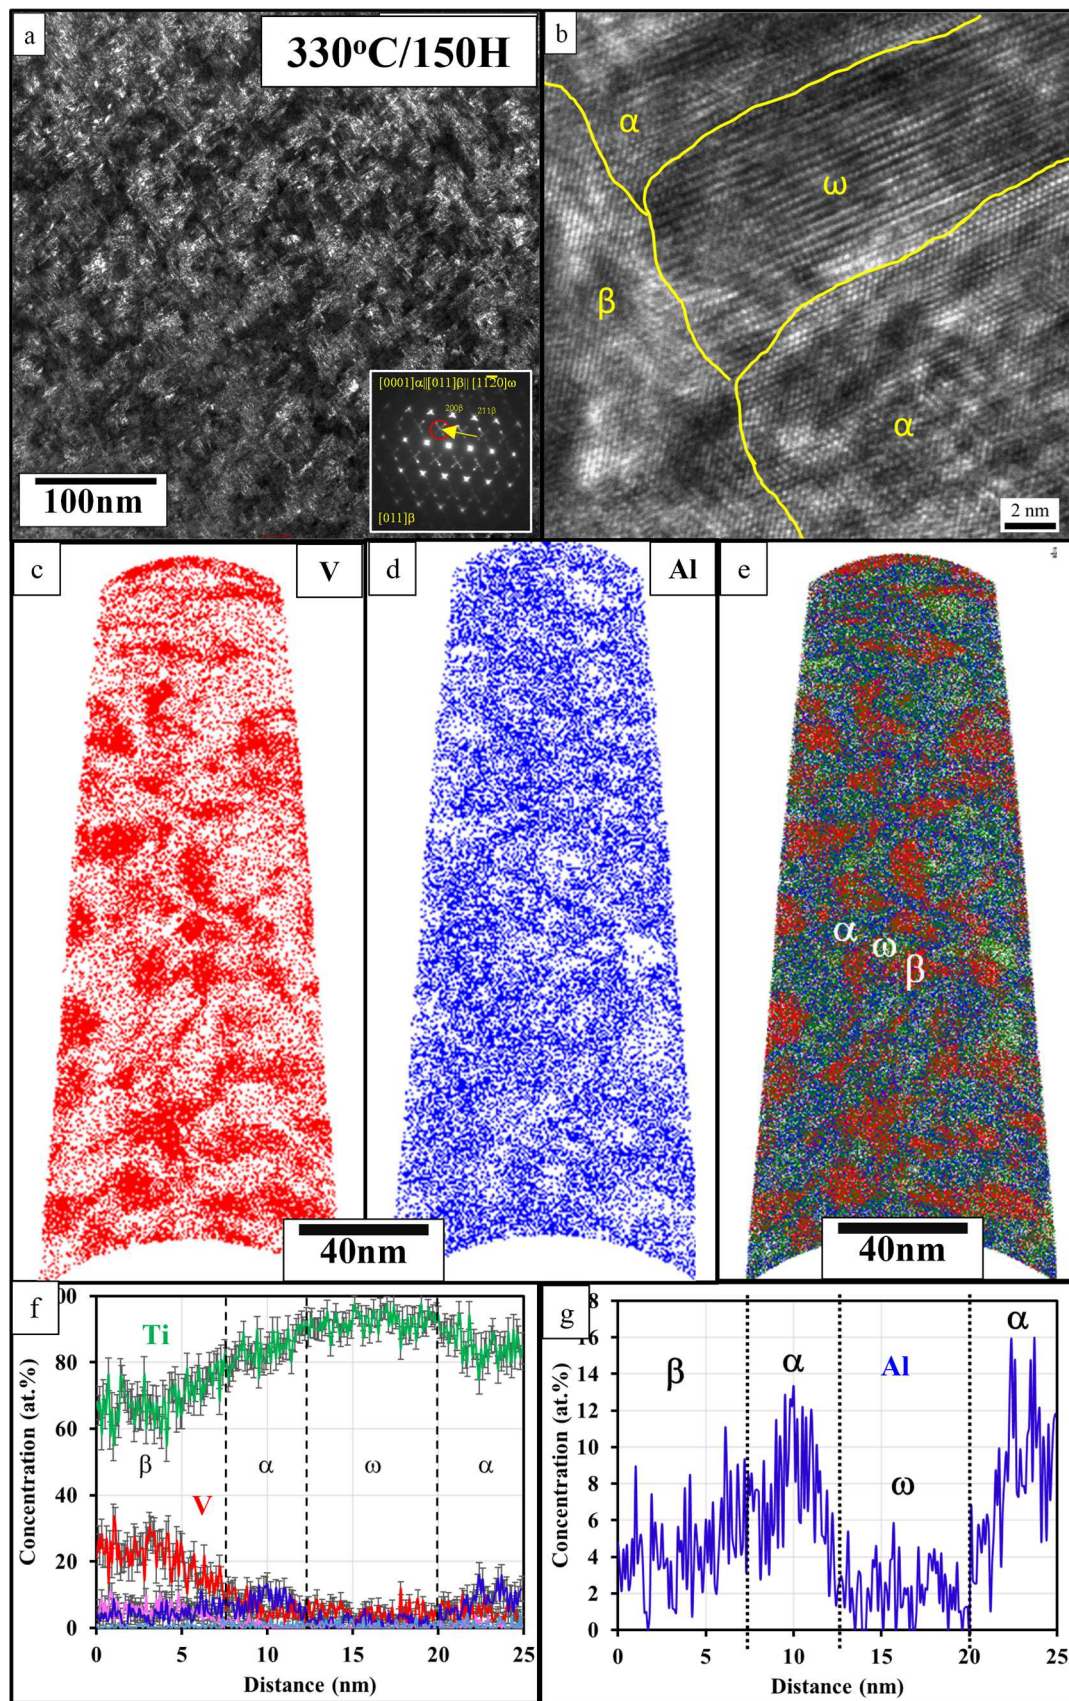 a
330°C/150H
[0001]α||[011]β||[11-20]ω
200β
211β
[011]β
100nm
b
α
ω
β
α
2 nm
c
V
d
Al
e
α
ω
β
40nm
40nm
f
00
80
60
40
20
0
Concentration (at.%)
Ti
V
β
α
ω
α
0 5 10 15 20 25
Distance (nm)
g
8
16
14
12
10
8
6
4
2
0
Concentration (at.%)
β
α
Al
ω
α
0 5 10 15 20 25
Distance (nm)